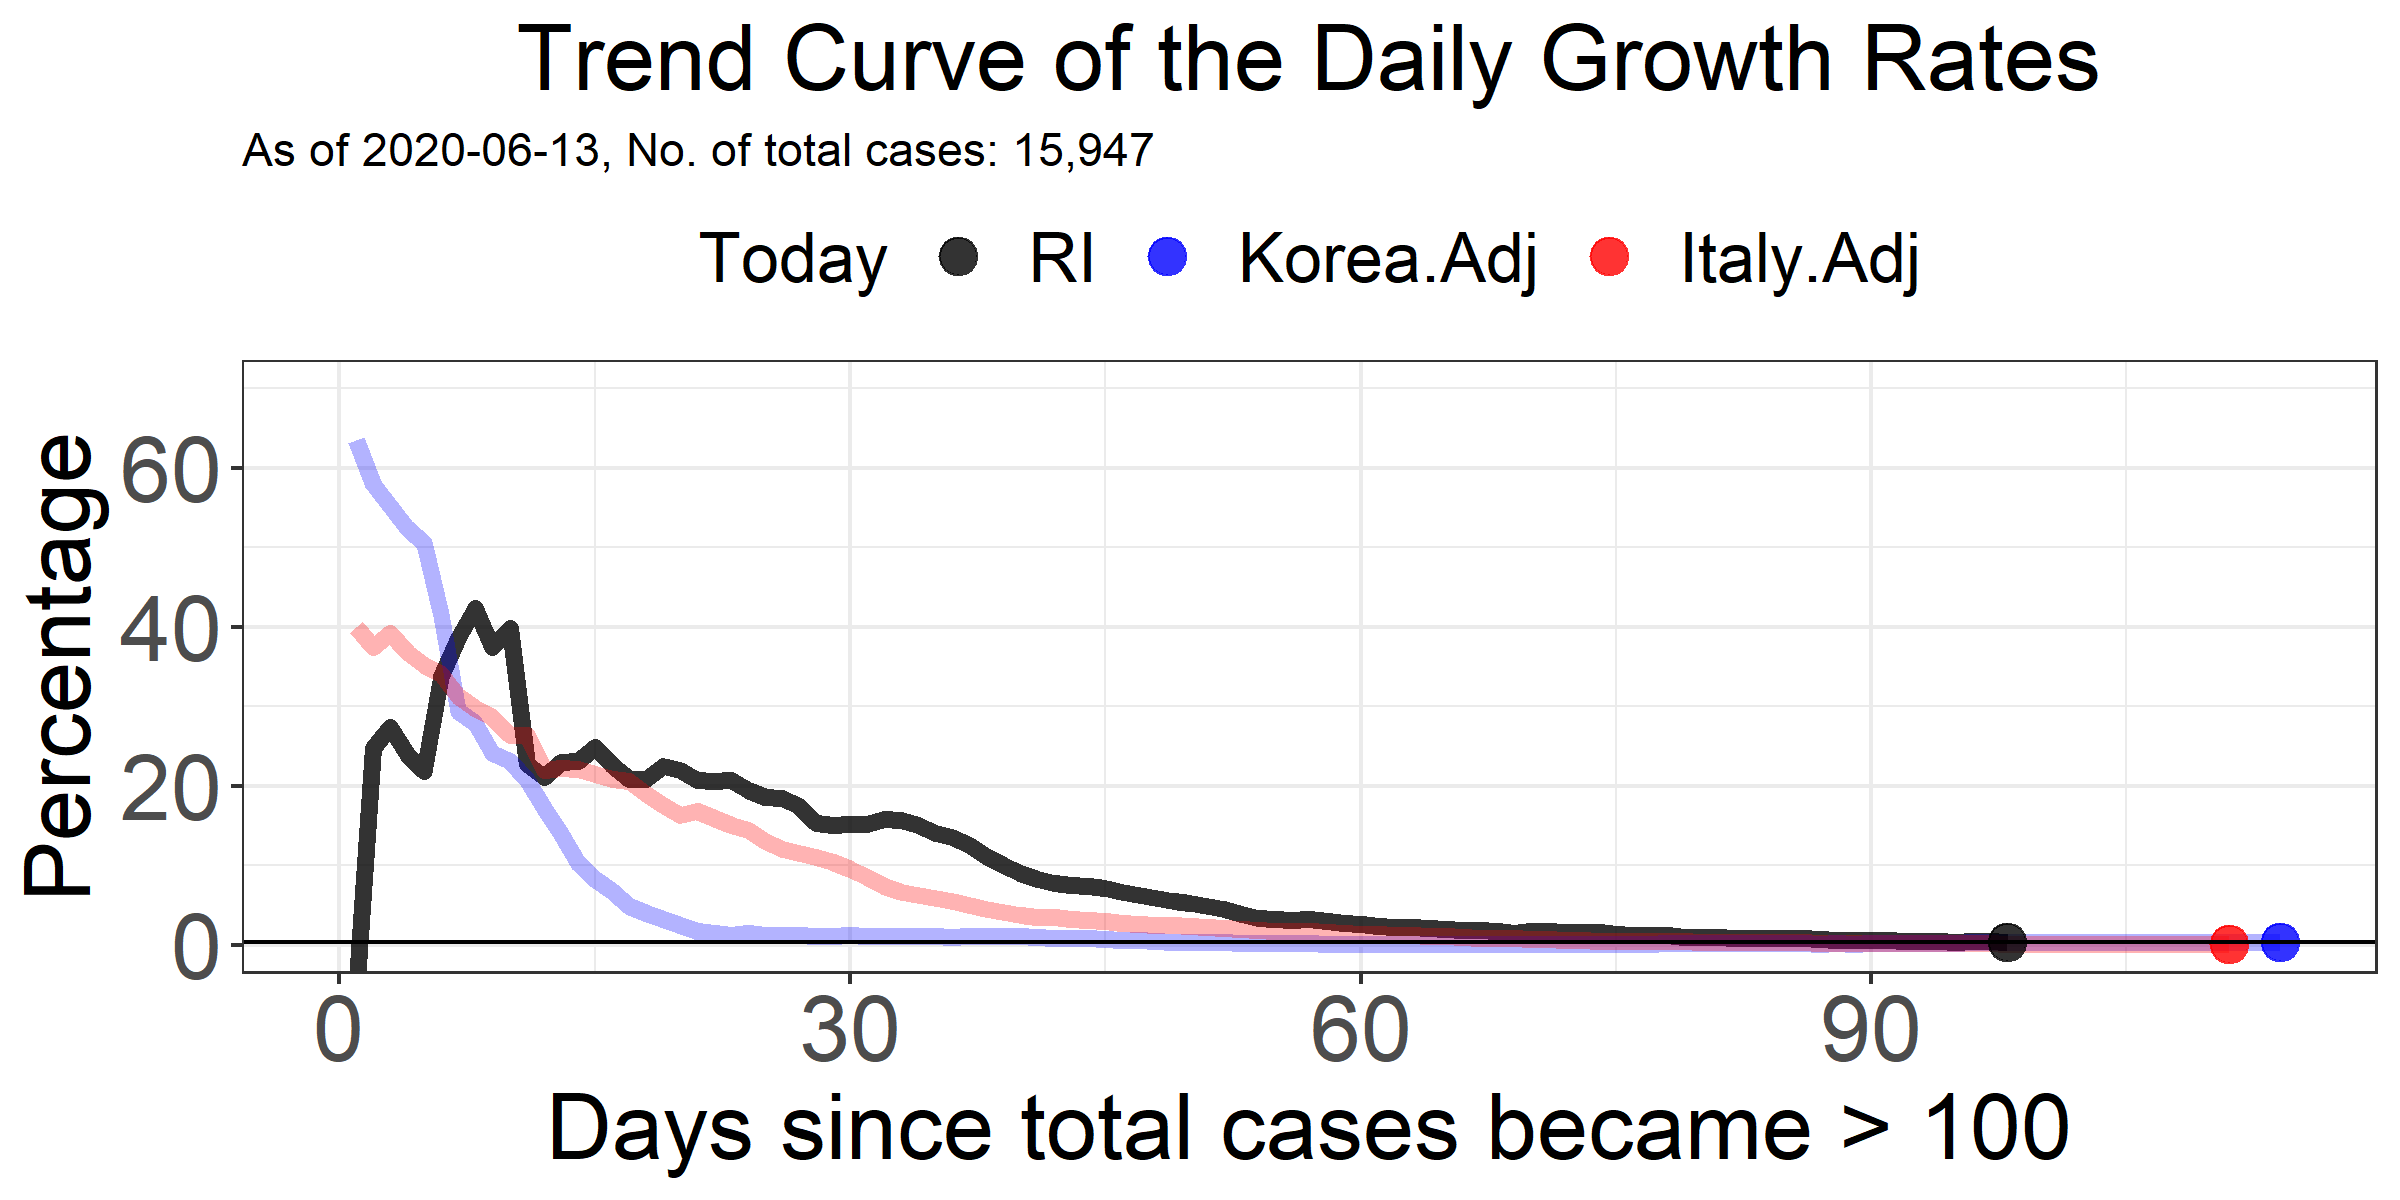 Trend Curve of the Daily Growth Rates
As of 2020-06-13, No. of total cases: 15,947
Today RI Korea.Adj Italy.Adj
Percentage
60
40
20
0
0 30 60 90
Days since total cases became > 100